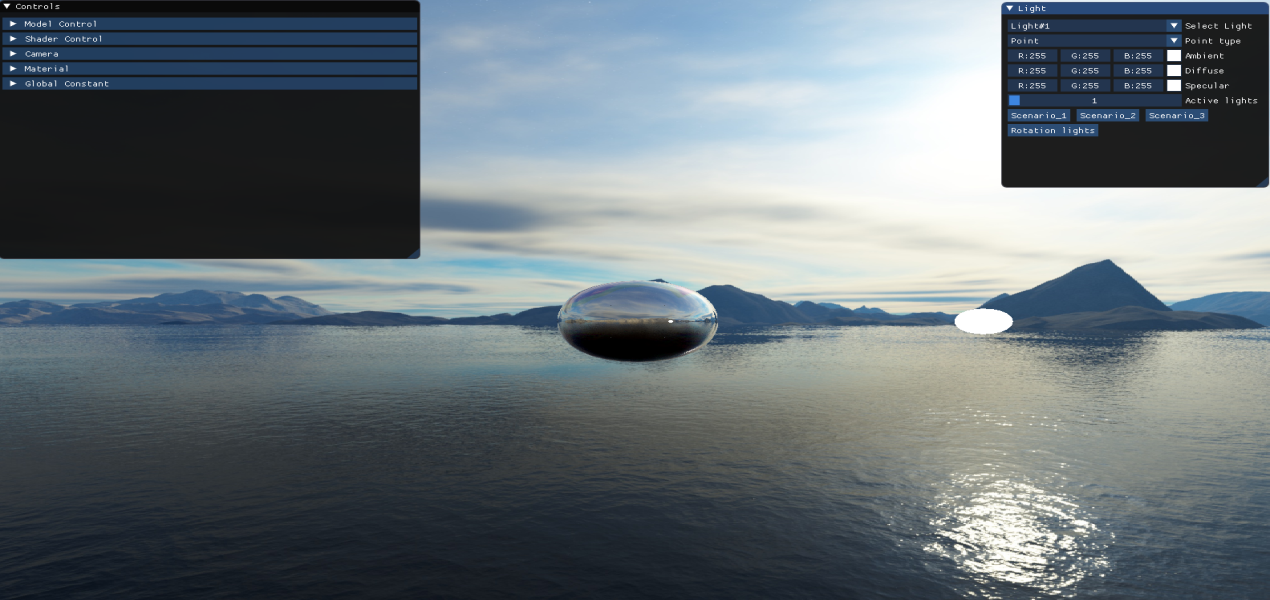 Controls
Model Control
Shader Control
Camera
Material
Global Constant
Light
Light#1 Select Light
Point Point type
R:255 G:255 B:255 Ambient
R:255 G:255 B:255 Diffuse
R:255 G:255 B:255 Specular
1 Active lights
Scenario_1 Scenario_2 Scenario_3
Rotation lights